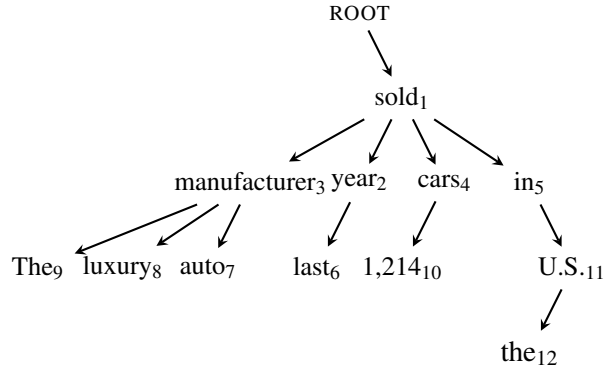 ROOT
sold₁
manufacturer₃ year₂ cars₄ in₅
The₉ luxury₈ auto₇ last₆ 1,214₁₀ U.S.₁₁
the₁₂